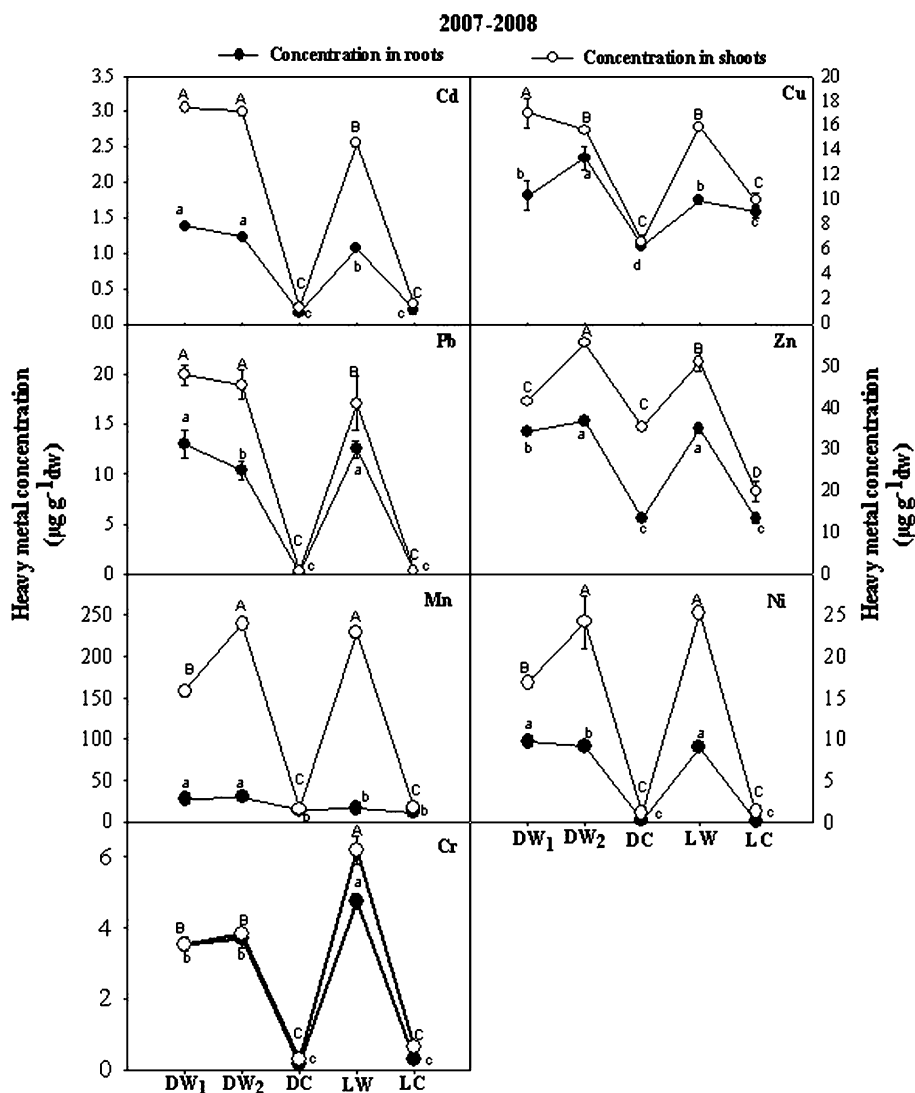 2007-2008
Concentration in roots
Concentration in shoots
Heavy metal concentration
(µg g⁻¹dw)
Cd
3.5
3.0
2.5
2.0
1.5
1.0
0.5
0.0
A
A
C
B
C
a
a
c
b
c
Cu
20
18
16
14
12
10
8
6
4
2
0
A
B
C
B
C
b
a
d
b
c
Pb
20
15
10
5
0
A
A
C
B
C
a
b
c
a
c
Zn
50
40
30
20
10
0
C
A
C
B
D
b
a
c
a
c
Mn
250
200
150
100
50
0
B
A
C
A
C
a
a
b
b
b
Ni
25
20
15
10
5
0
B
A
C
A
C
a
b
c
a
c
DW1
DW2
DC
LW
LC
Cr
6
4
2
0
B
B
C
A
C
b
b
c
a
c
DW1
DW2
DC
LW
LC
Heavy metal concentration
(µg g⁻¹dw)